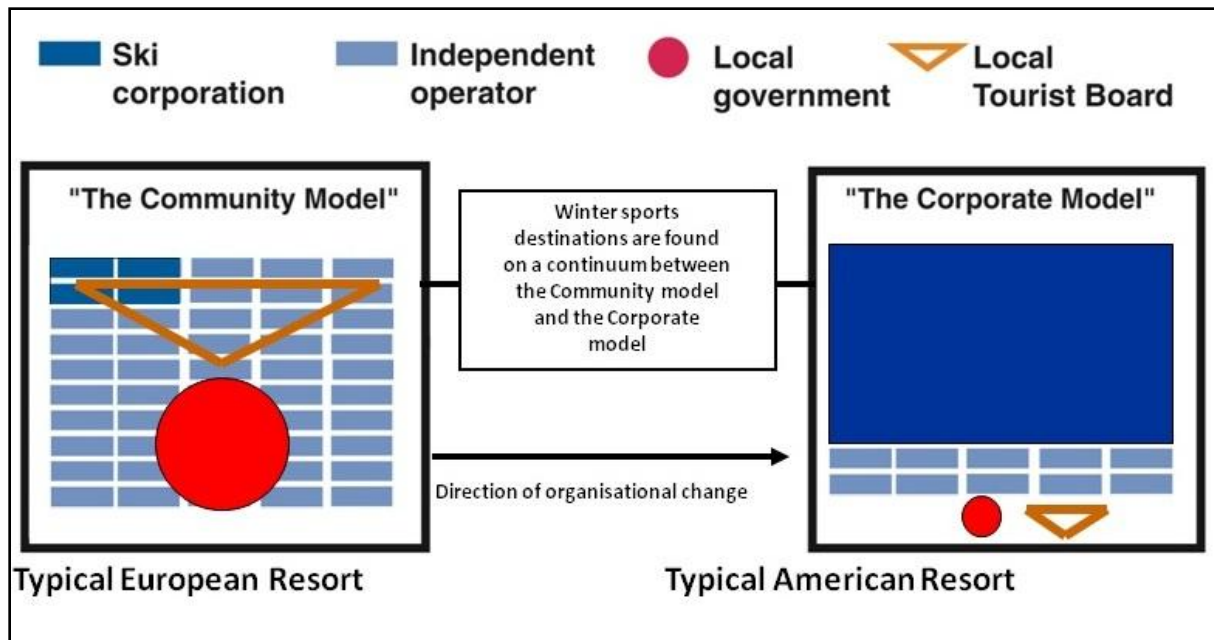 Ski
corporation
Independent
operator
Local
government
Local
Tourist Board
"The Community Model"
Winter sports
destinations are found
on a continuum between
the Community model
and the Corporate
model
"The Corporate Model"
Direction of organisational change
Typical European Resort
Typical American Resort